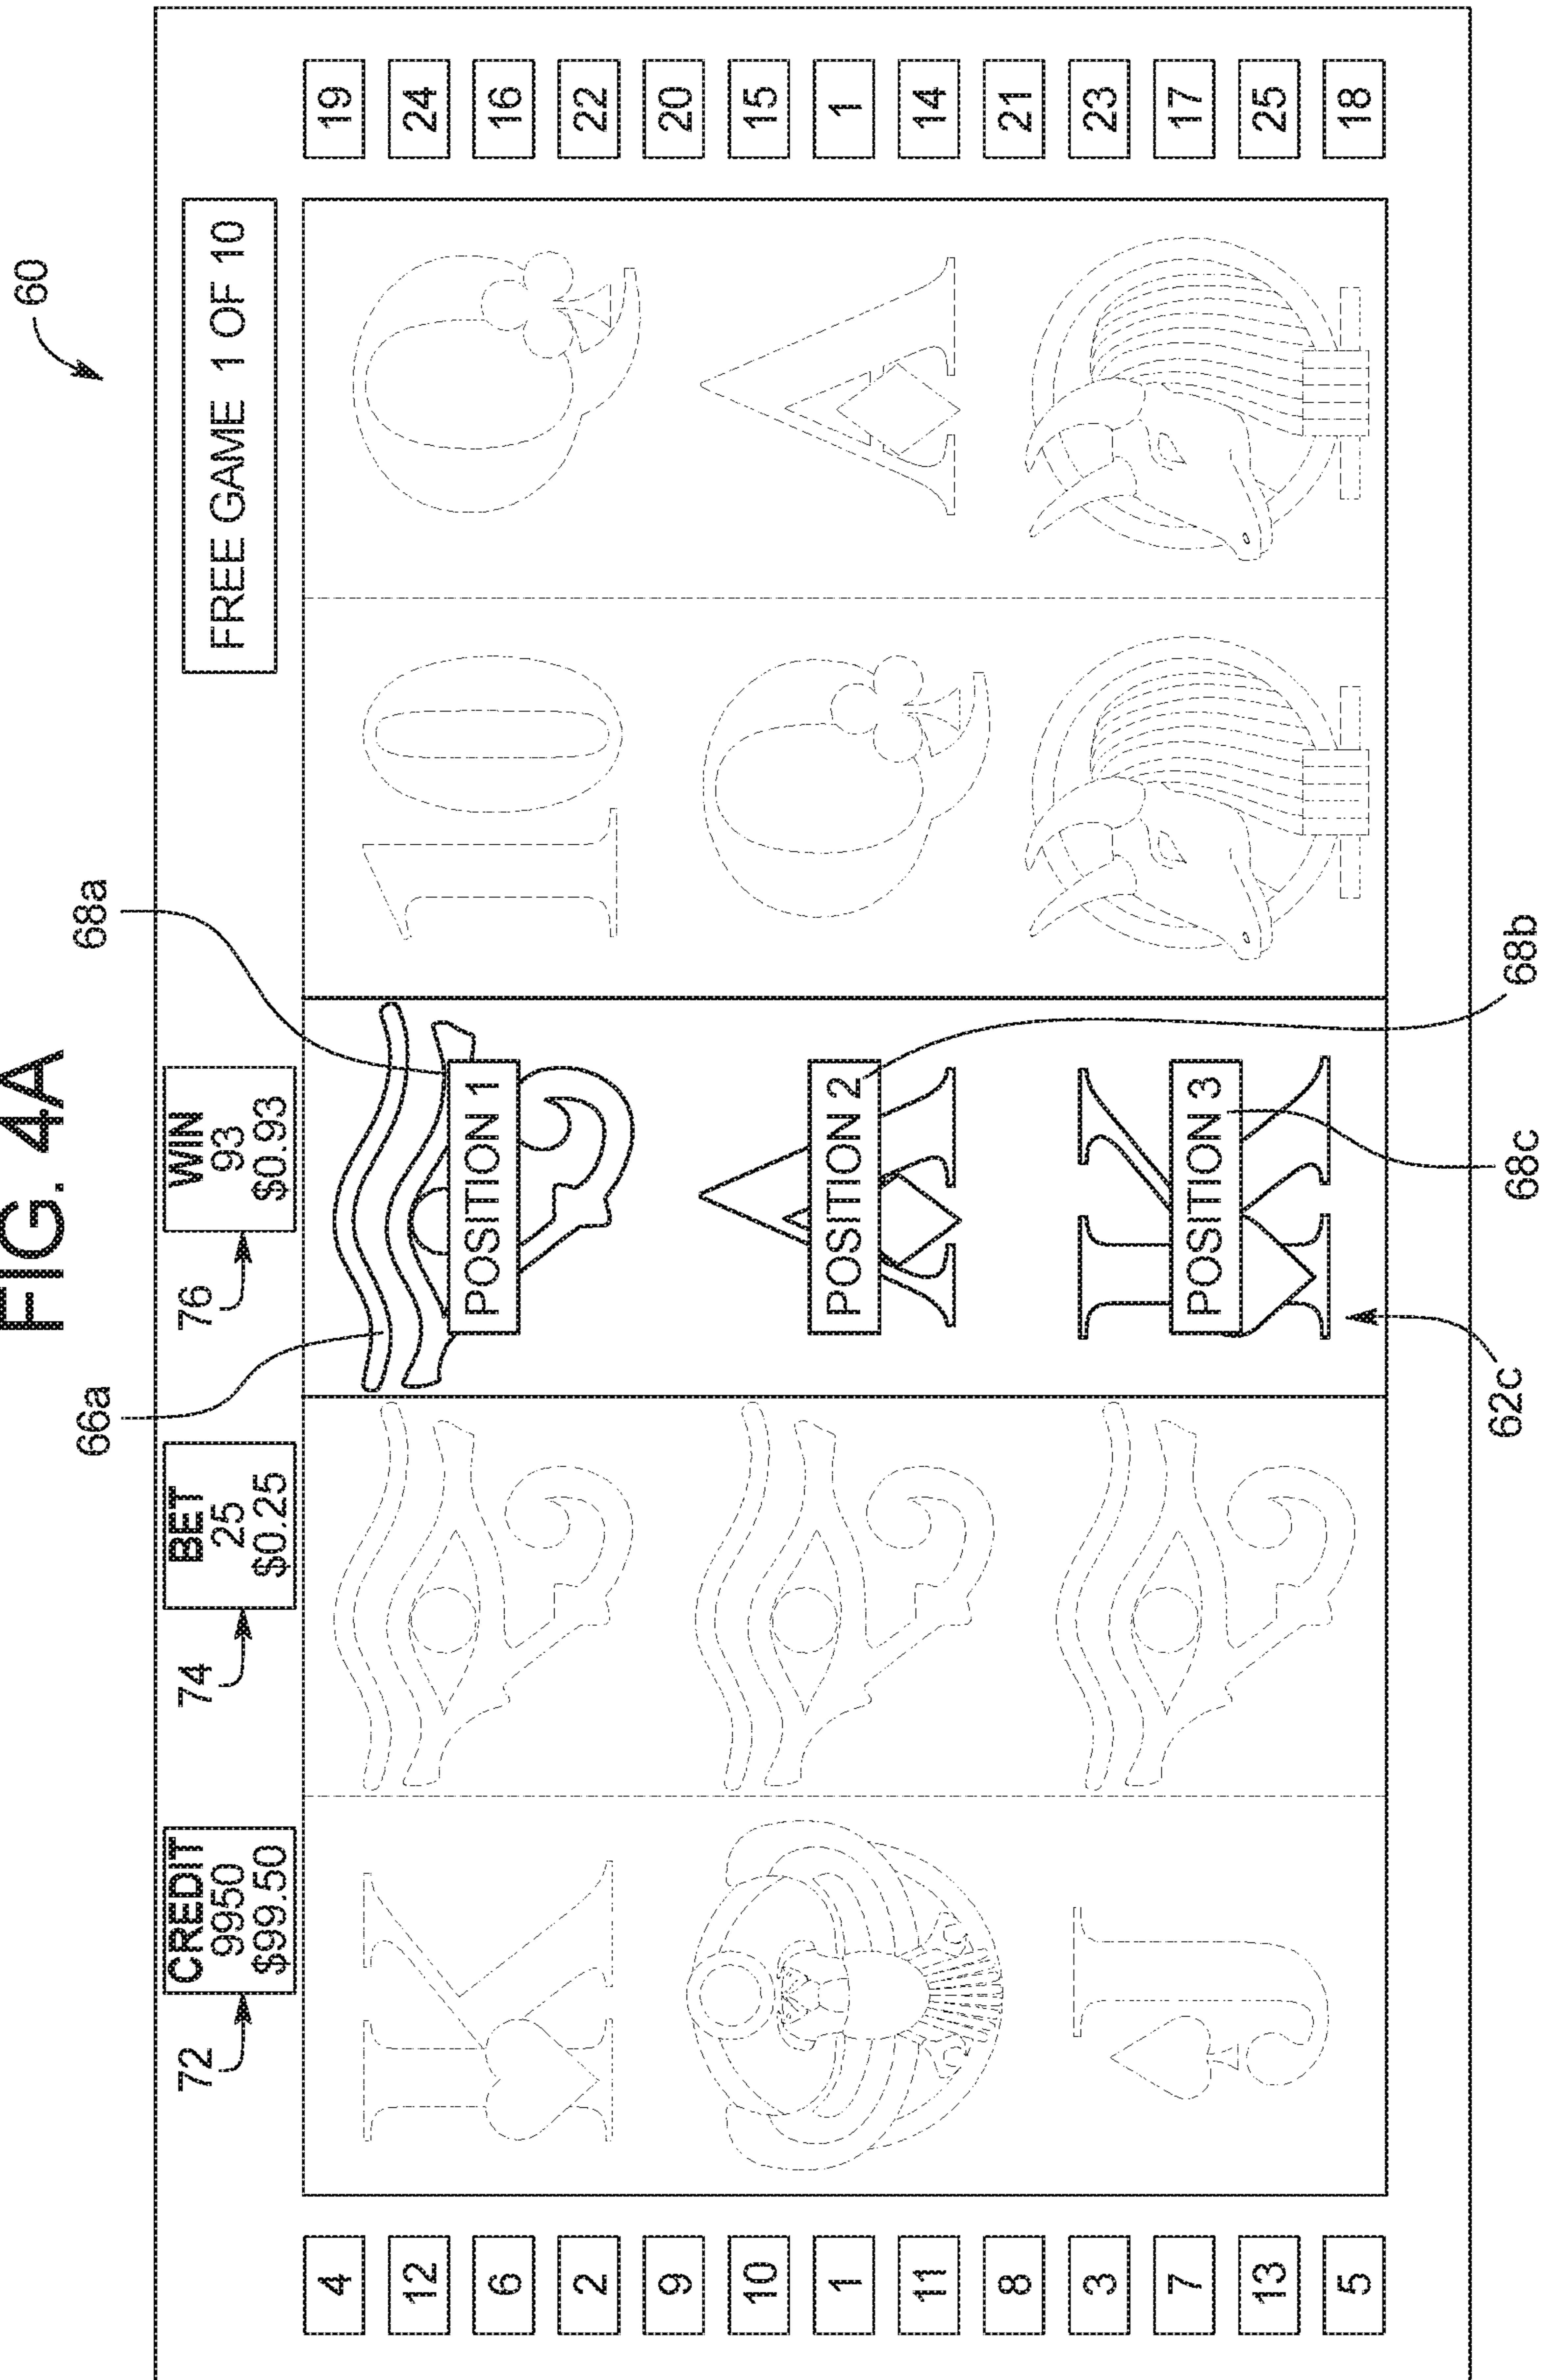 FIG. 4A
60
72
CREDIT
9950
$99.50
74
BET
25
$0.25
66a
76
WIN
93
$0.93
68a
FREE GAME 1 OF 10
4
12
6
2
9
10
1
11
8
3
7
13
5
K
J
POSITION 1
A
POSITION 2
K
POSITION 3
10
Q
Q
A
19
24
16
22
20
15
1
14
21
23
17
25
18
62c
68c
68b